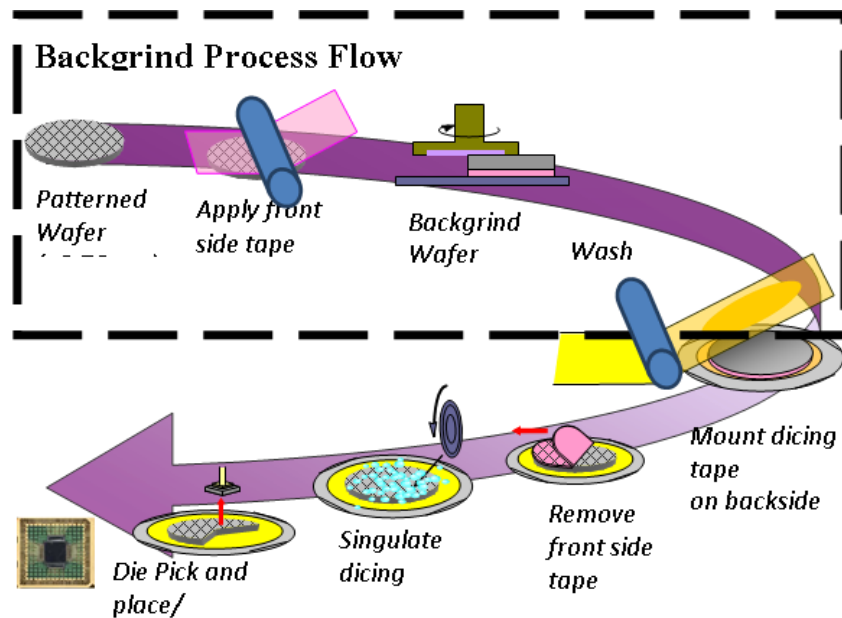 Backgrind Process Flow
Patterned
Wafer
Apply front
side tape
Backgrind
Wafer
Wash
Mount dicing
tape
on backside
Remove
front side
tape
Singulate
dicing
Die Pick and
place/